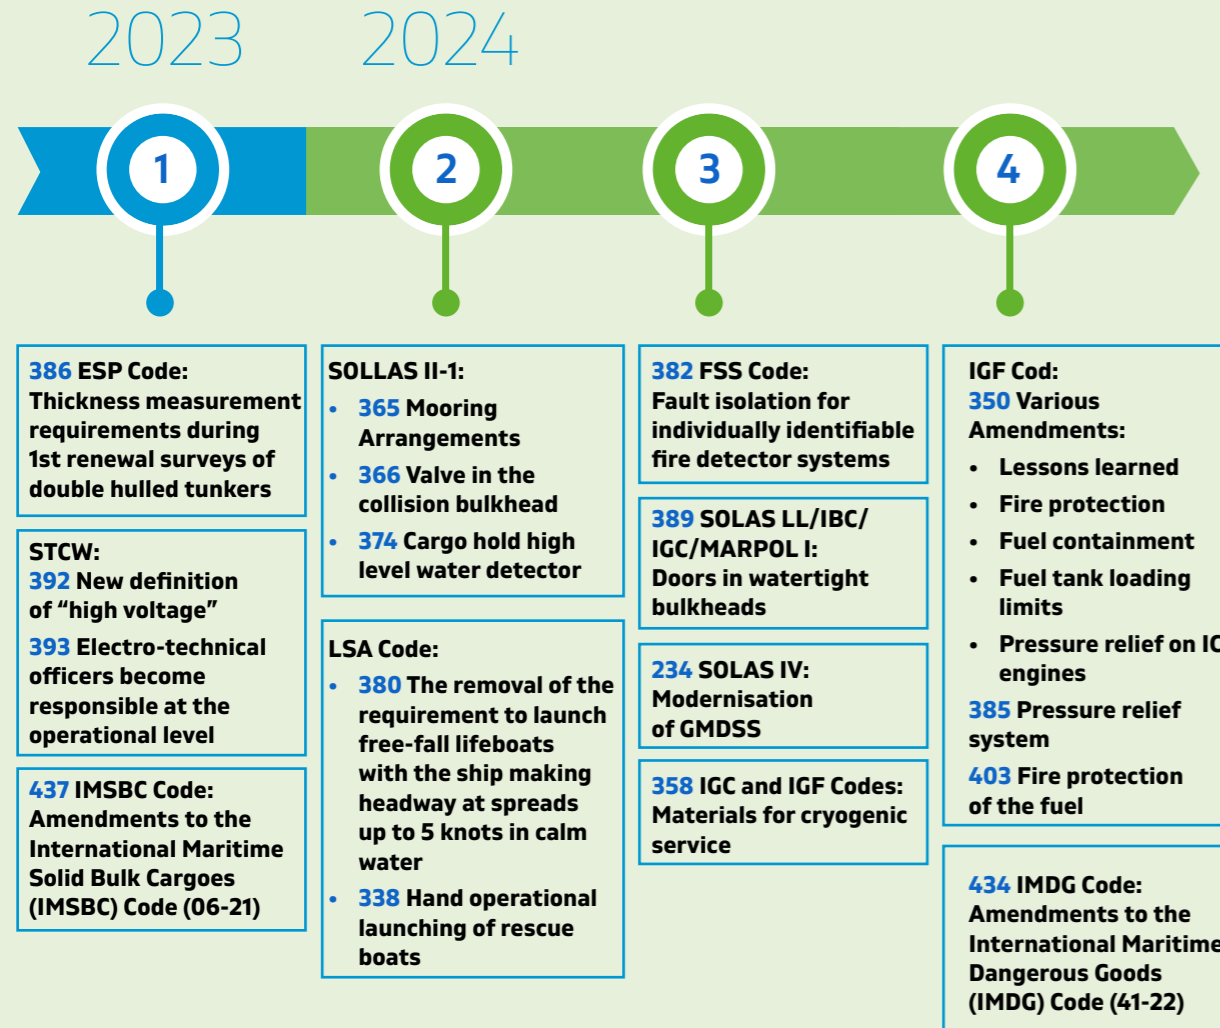 2023
2024
1
2
3
4
386 ESP Code:
Thickness measurement
requirements during
1st renewal surveys of
double hulled tunkers
STCW:
392 New definition
of “high voltage”
393 Electro-technical
officers become
responsible at the
operational level
437 IMSBC Code:
Amendments to the
International Maritime
Solid Bulk Cargoes
(IMSBC) Code (06-21)
SOLLAS II-1:
• 365 Mooring
Arrangements
• 366 Valve in the
collision bulkhead
• 374 Cargo hold high
level water detector
LSA Code:
• 380 The removal of the
requirement to launch
free-fall lifeboats
with the ship making
headway at spreads
up to 5 knots in calm
water
• 338 Hand operational
launching of rescue
boats
382 FSS Code:
Fault isolation for
individually identifiable
fire detector systems
389 SOLAS LL/IBC/
IGC/MARPOL I:
Doors in watertight
bulkheads
234 SOLAS IV:
Modernisation
of GMDSS
358 IGC and IGF Codes:
Materials for cryogenic
service
IGF Cod:
350 Various
Amendments:
• Lessons learned
• Fire protection
• Fuel containment
• Fuel tank loading
limits
• Pressure relief on
engines
385 Pressure relief
system
403 Fire protection
of the fuel
434 IMDG Code:
Amendments to the
International Maritime
Dangerous Goods
(IMDG) Code (41-22)